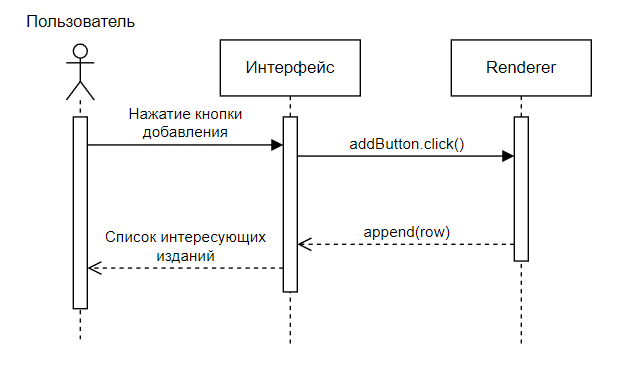 Пользователь
Интерфейс
Renderer
Нажатие кнопки
добавления
addButton.click()
append(row)
Список интересующих
изданий